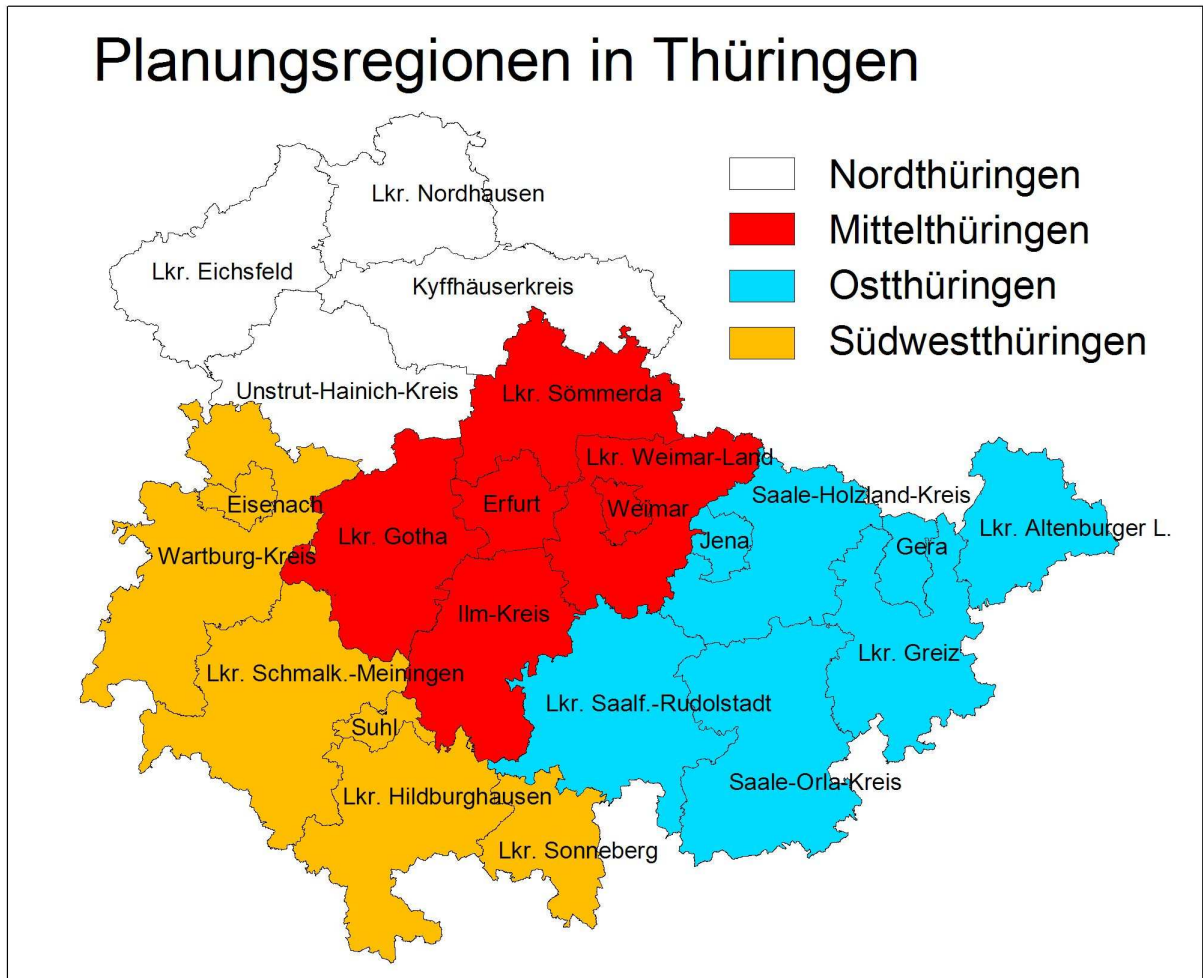 Planungsregionen in Thüringen
Nordthüringen
Mittelthüringen
Ostthüringen
Südwestthüringen
Lkr. Nordhausen
Lkr. Eichsfeld
Kyffhäuserkreis
Unstrut-Hainich-Kreis
Lkr. Sömmerda
Lkr. Weimar-Land
Saale-Holzland-Kreis
Eisenach
Erfurt
Weimar
Lkr. Altenburger L.
Lkr. Gotha
Jena
Gera
Wartburg-Kreis
Ilm-Kreis
Lkr. Greiz
Lkr. Schmalk.-Meiningen
Lkr. Saalf.-Rudolstadt
Suhl
Saale-Orla-Kreis
Lkr. Hildburghausen
Lkr. Sonneberg